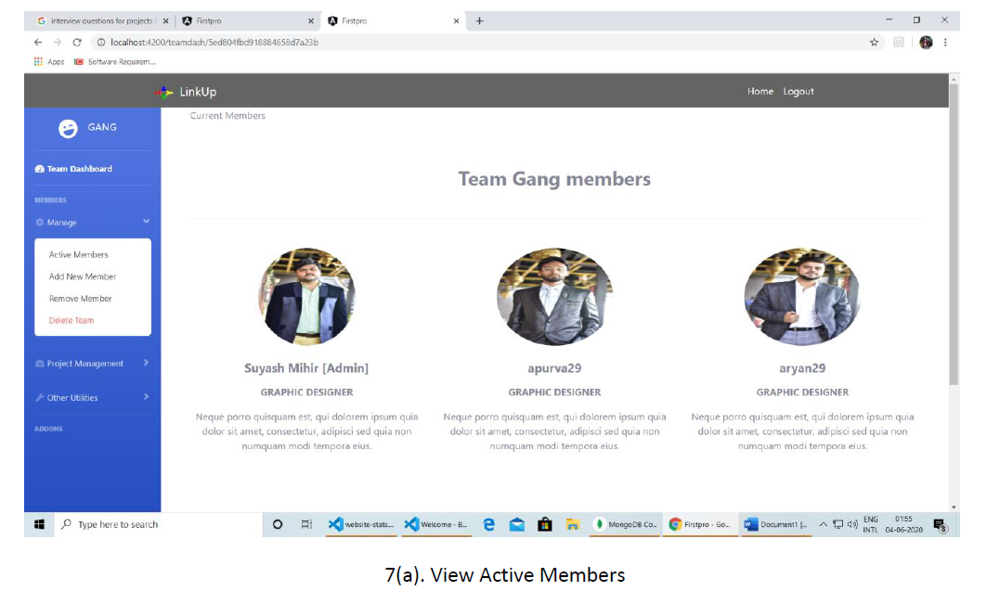 interview questions for projects
Firstpro
Firstpro
localhost:4200/teamdash/5ed804fbd918884658d7a23b
Apps
Software Requirem...
LinkUp
Home
Logout
GANG
Team Dashboard
MEMBERS
Manage
Active Members
Add New Member
Remove Member
Delete Team
Project Management
Other Utilities
ADDONS
Current Members
Team Gang members
Suyash Mihir [Admin]
GRAPHIC DESIGNER
Neque porro quisquam est, qui dolorem ipsum quia
dolor sit amet, consectetur, adipisci sed quia non
numquam modi tempora eius.
apurva29
GRAPHIC DESIGNER
Neque porro quisquam est, qui dolorem ipsum quia
dolor sit amet, consectetur, adipisci sed quia non
numquam modi tempora eius.
aryan29
GRAPHIC DESIGNER
Neque porro quisquam est, qui dolorem ipsum quia
dolor sit amet, consectetur, adipisci sed quia non
numquam modi tempora eius.
Type here to search
website-stats...
Welcome - B...
MongoDB Co...
Firstpro - Go...
Document1 [...
ENG
INTL
01:55
04-06-2020
7(a). View Active Members